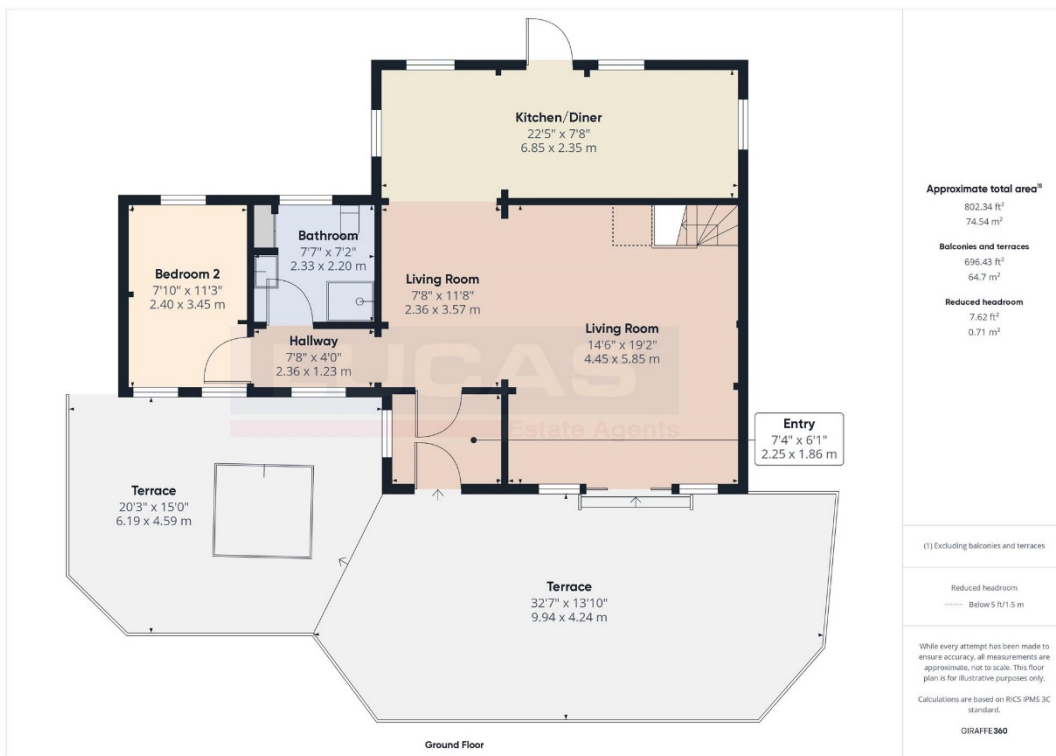 Kitchen/Diner
22'5" x 7'8"
6.85 x 2.35 m
Bathroom
7'7" x 7'2"
2.33 x 2.20 m
Bedroom 2
7'10" x 11'3"
2.40 x 3.45 m
Living Room
7'8" x 11'8"
2.36 x 3.57 m
Living Room
14'6" x 19'2"
4.45 x 5.85 m
Hallway
7'8" x 4'0"
2.36 x 1.23 m
LUCAS
Estate Agents
Entry
7'4" x 6'1"
2.25 x 1.86 m
Terrace
20'3" x 15'0"
6.19 x 4.59 m
Terrace
32'7" x 13'10"
9.94 x 4.24 m
Ground Floor
Approximate total area(1)
802.34 ft²
74.54 m²
Balconies and terraces
696.43 ft²
64.7 m²
Reduced headroom
7.62 ft²
0.71 m²
(1) Excluding balconies and terraces
Reduced headroom
Below 5 ft/1.5 m
While every attempt has been made to
ensure accuracy, all measurements are
approximate, not to scale. This floor
plan is for illustrative purposes only.
Calculations are based on RICS IPMS 3C
standard.
GIRAFFE360